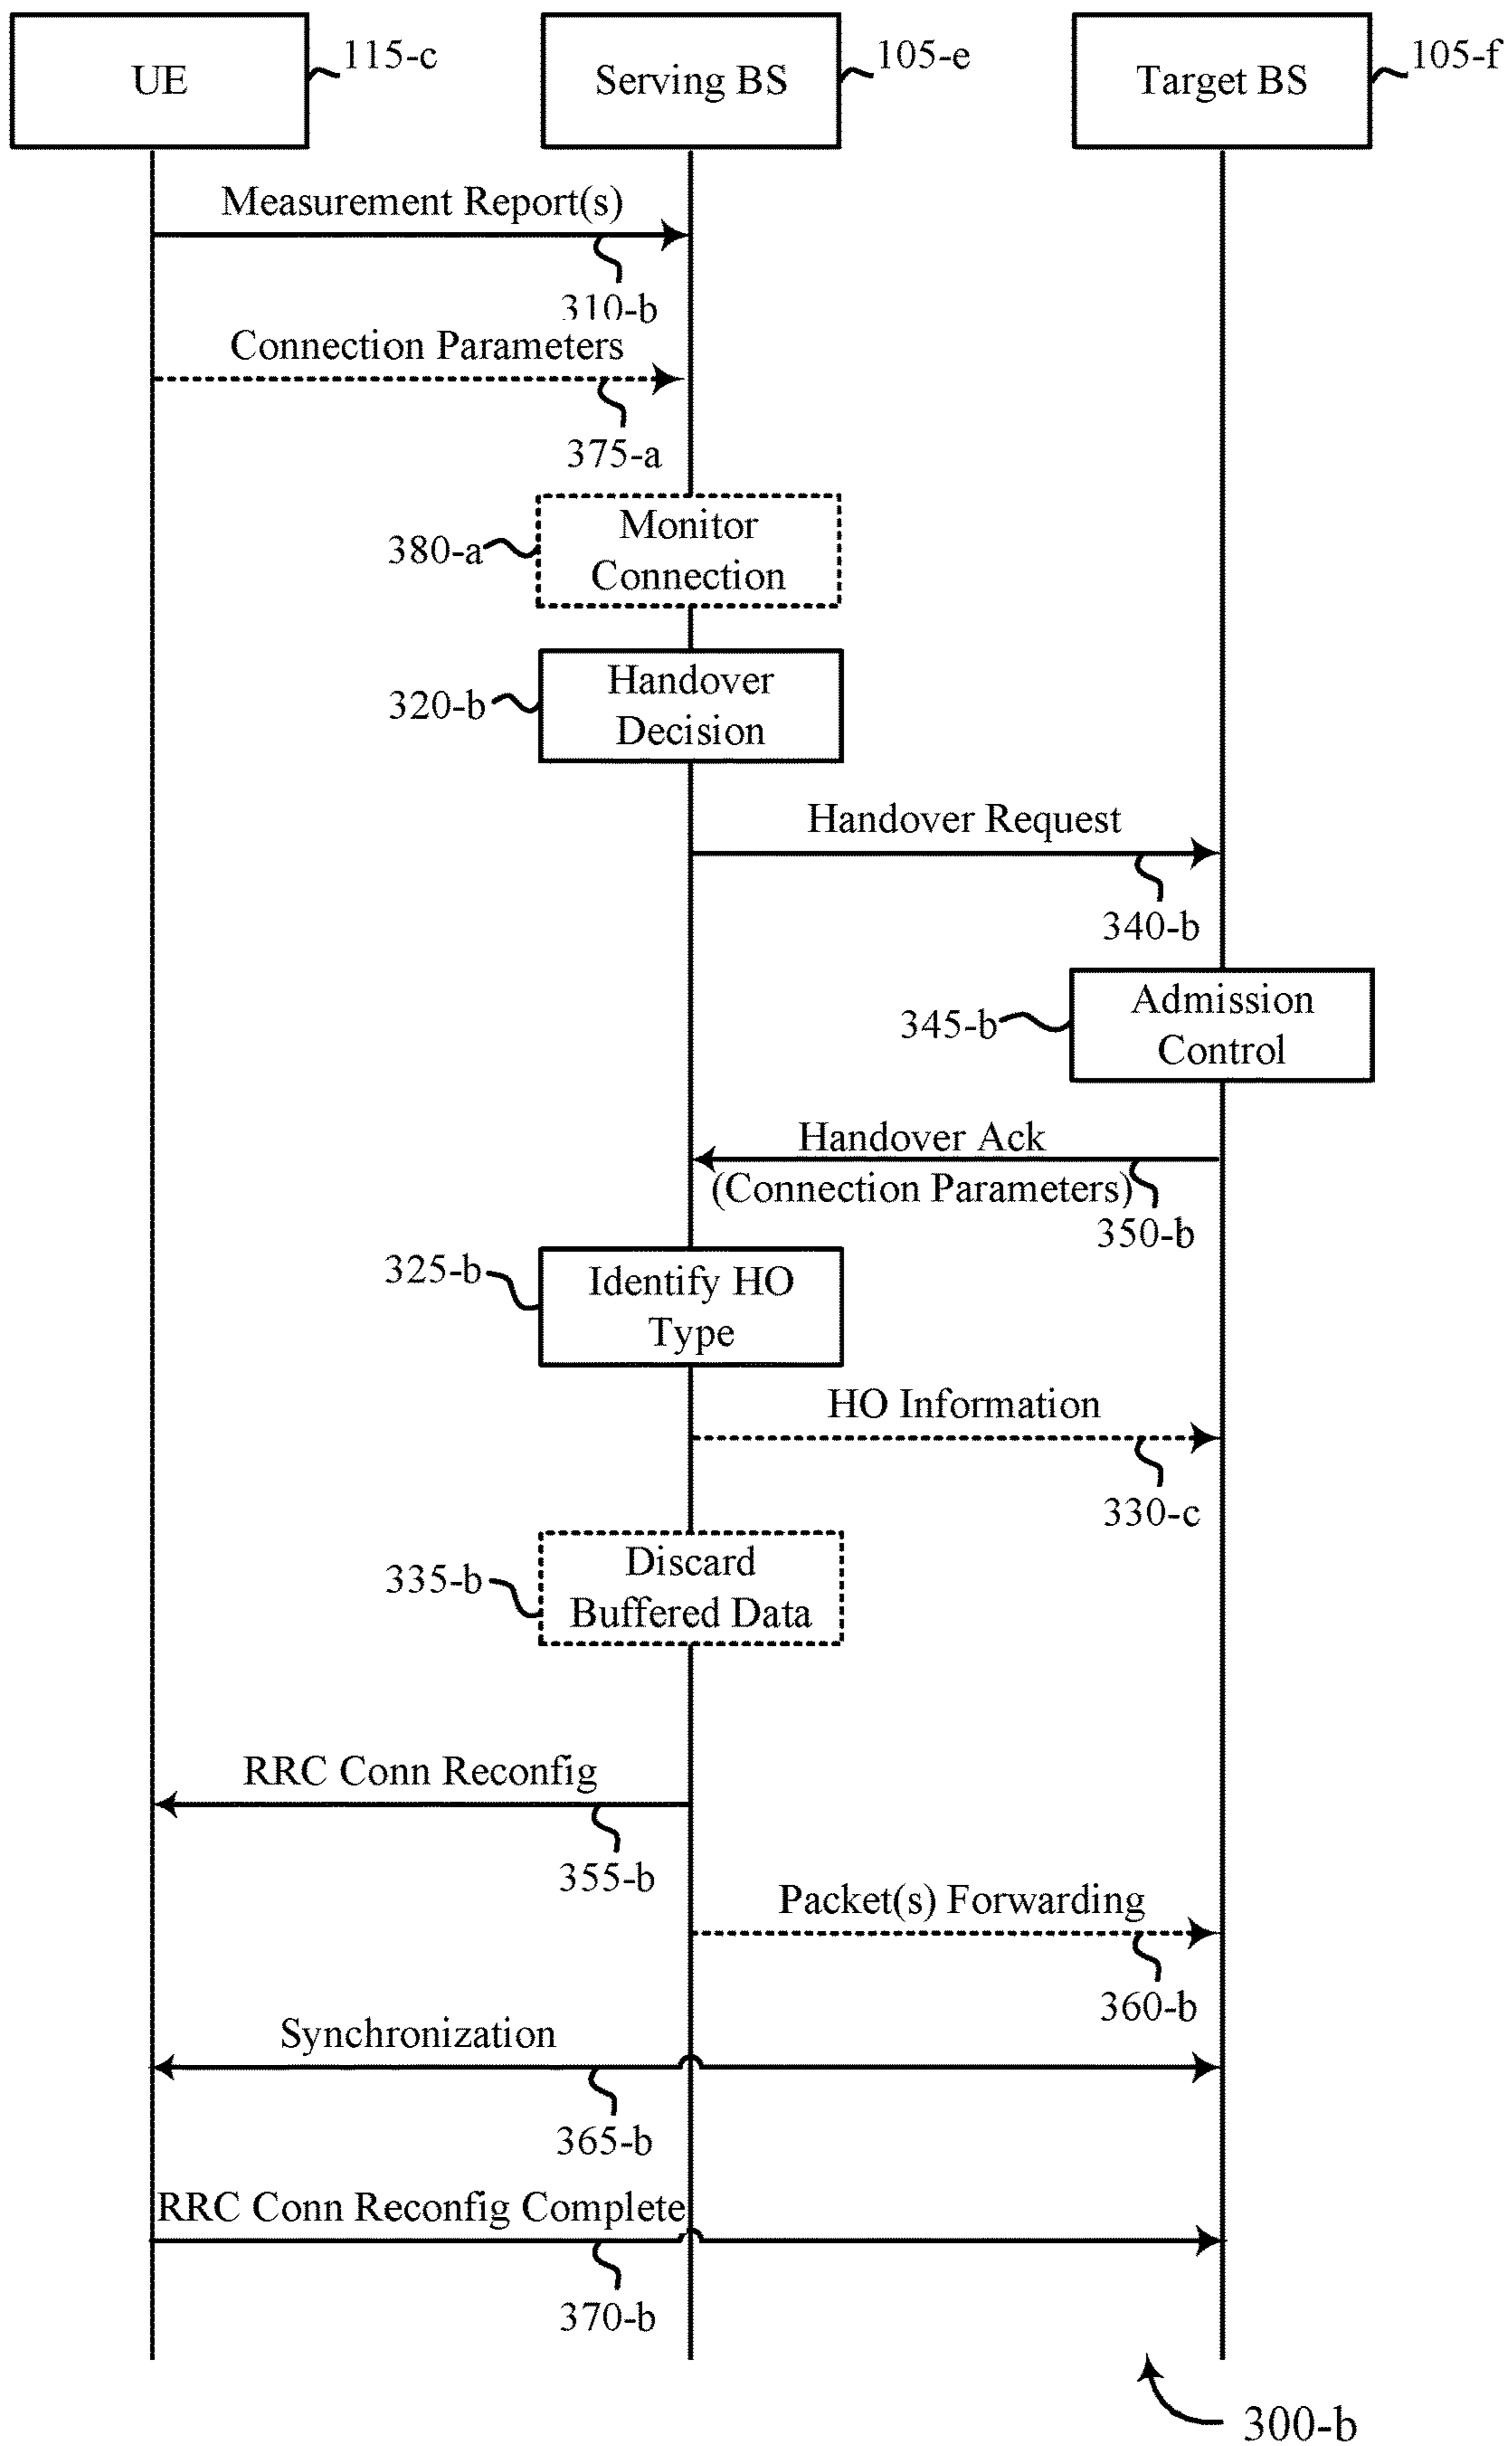 UE
115-c
Serving BS
105-e
Target BS
105-f
Measurement Report(s)
310-b
Connection Parameters
375-a
Monitor
Connection
380-a
Handover
Decision
320-b
Handover Request
340-b
Admission
Control
345-b
Handover Ack
(Connection Parameters)
350-b
325-b
Identify HO
Type
HO Information
330-c
Discard
Buffered Data
335-b
RRC Conn Reconfig
355-b
Packet(s) Forwarding
360-b
Synchronization
365-b
RRC Conn Reconfig Complete
370-b
300-b